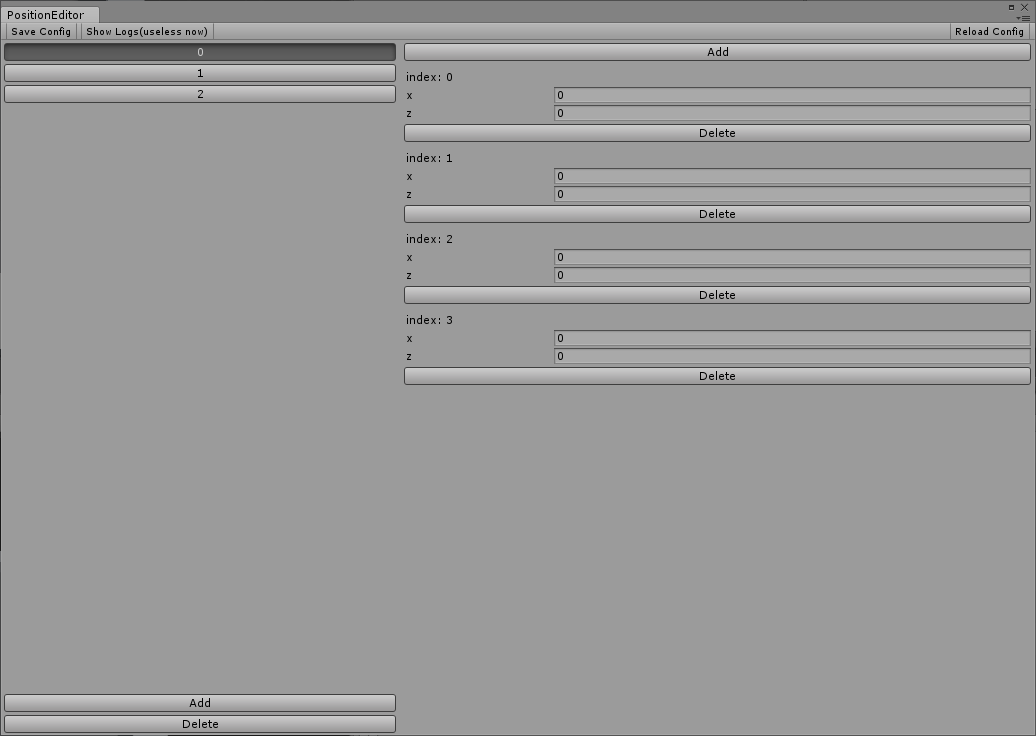 PositionEditor
Save Config Show Logs(useless now) Reload Config
0
1
2
Add
Delete
Add
index: 0
x 0
z 0
Delete
index: 1
x 0
z 0
Delete
index: 2
x 0
z 0
Delete
index: 3
x 0
z 0
Delete